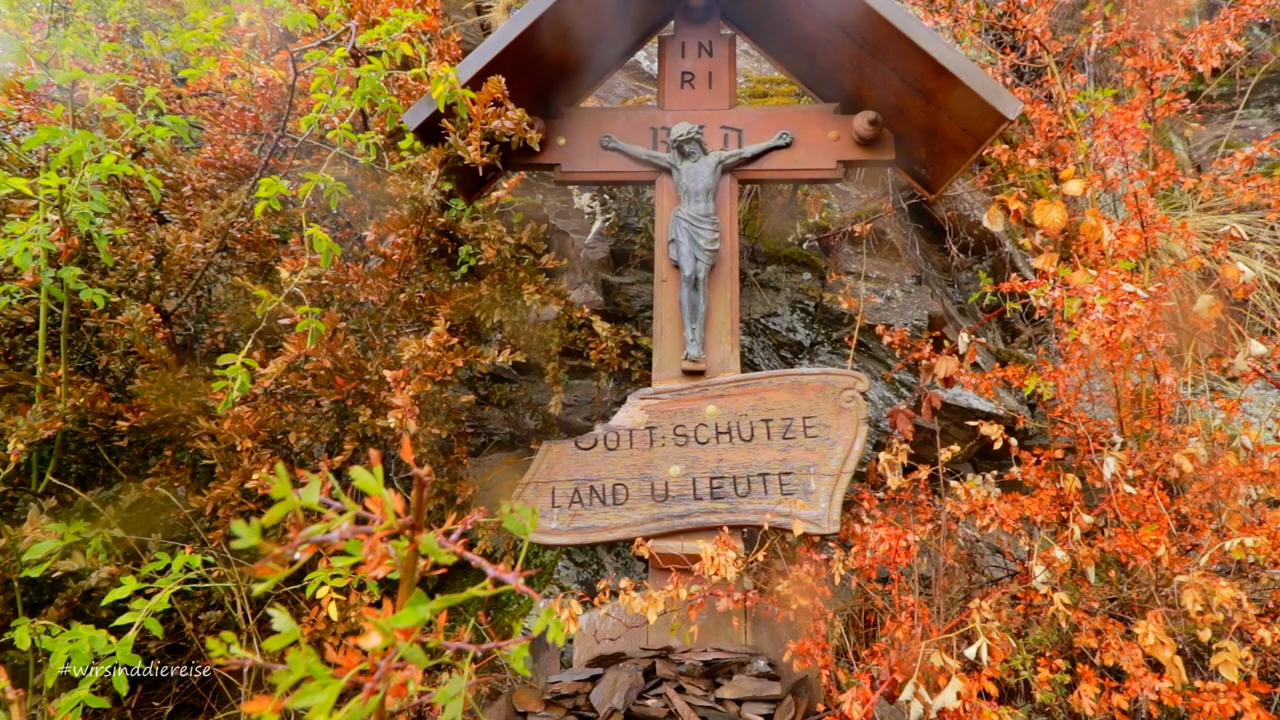 IN
RI
GOTT: SCHÜTZE
LAND U. LEUTE
#wirsinddiereise